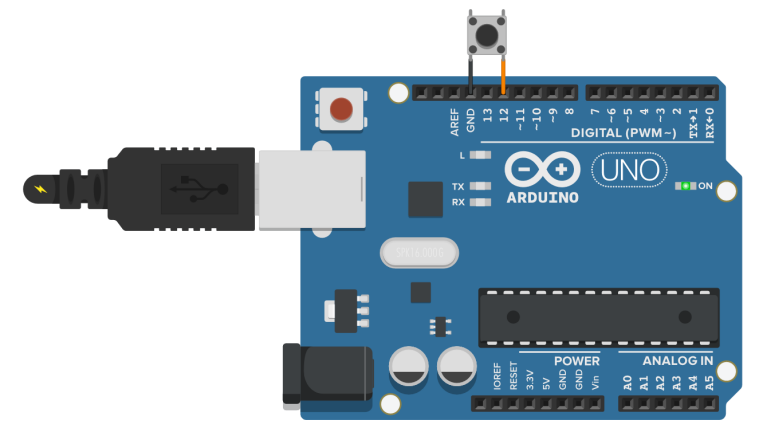 AREF
GND
13
12
~11
~10
~9
8
7
~6
~5
4
~3
2
TX→1
RX←0
DIGITAL (PWM ~)
L
TX
RX
UNO
ON
ARDUINO
SPK16.000G
POWER
ANALOG IN
IOREF
RESET
3.3V
5V
GND
GND
Vin
A0
A1
A2
A3
A4
A5